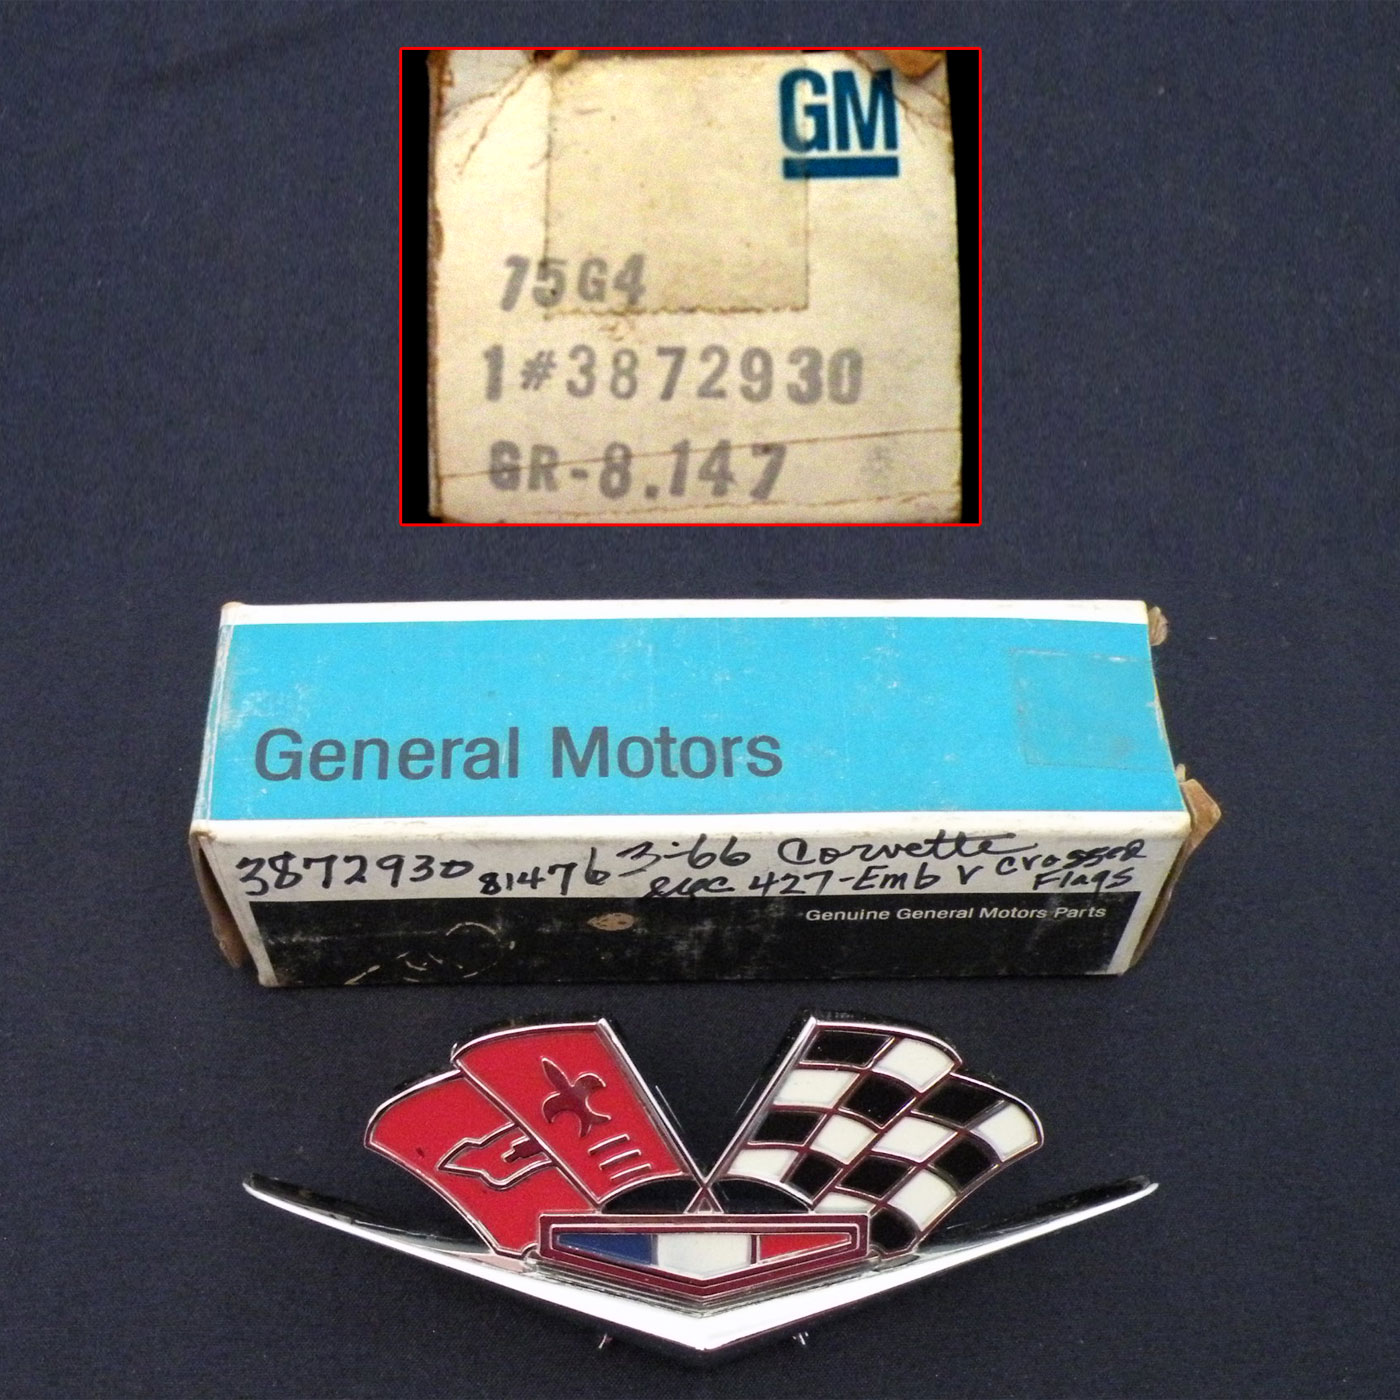 GM
75G4
1#3872930
GR-8.147
General Motors
3872930 81476 3-66 Corvette crossed
427-Emb Flags
Genuine General Motors Parts